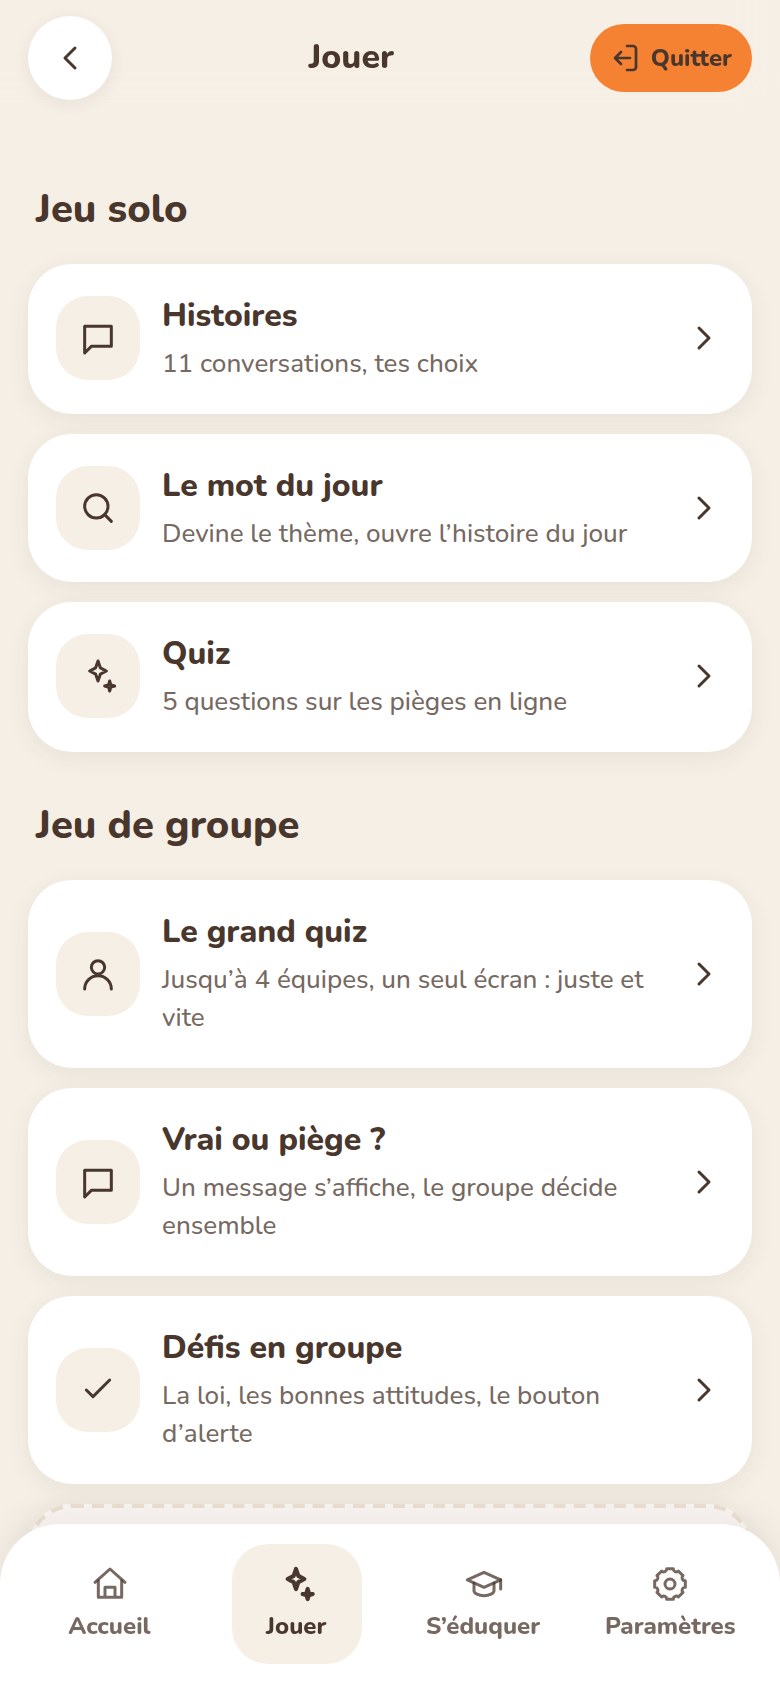 Jouer
Quitter
Jeu solo
Histoires
11 conversations, tes choix
Le mot du jour
Devine le thème, ouvre l’histoire du jour
Quiz
5 questions sur les pièges en ligne
Jeu de groupe
Le grand quiz
Jusqu’à 4 équipes, un seul écran : juste et
vite
Vrai ou piège ?
Un message s’affiche, le groupe décide
ensemble
Défis en groupe
La loi, les bonnes attitudes, le bouton
d’alerte
Accueil
Jouer
S’éduquer
Paramètres